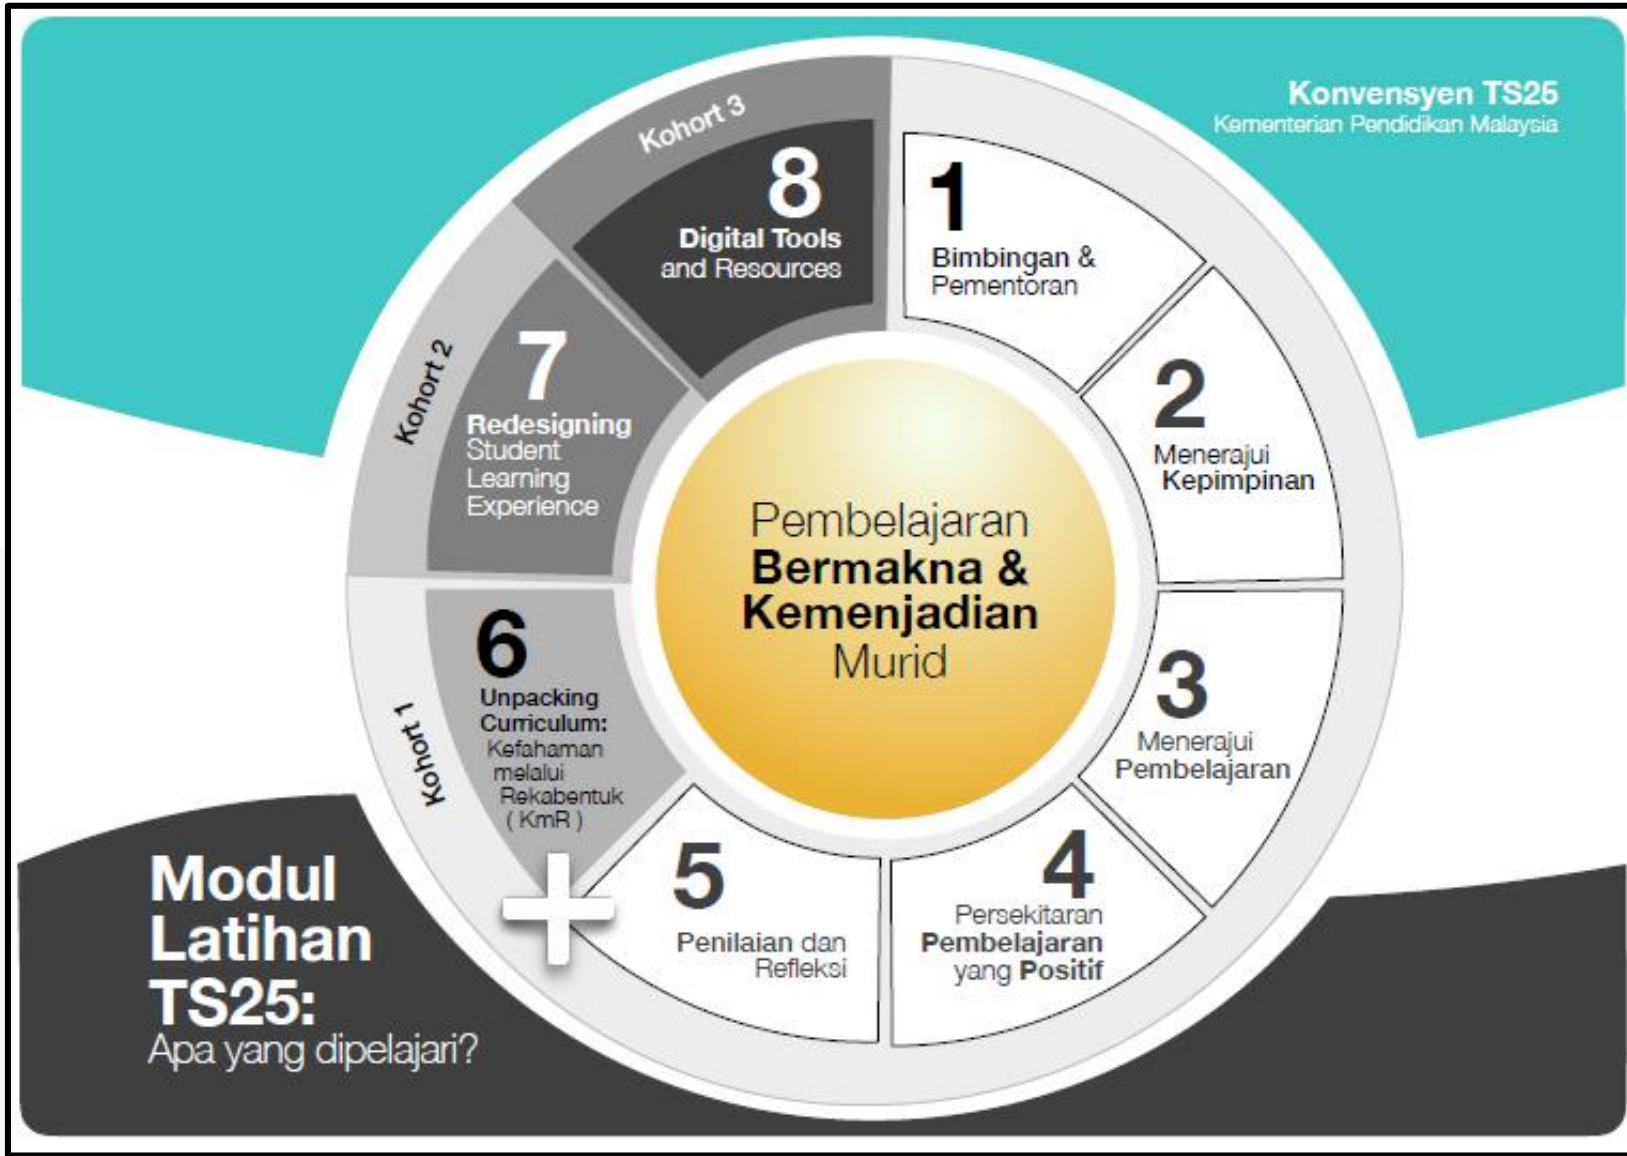 Konvensyen TS25
Kementerian Pendidikan Malaysia
1
Bimbingan &
Pementoran
2
Menerajui
Kepimpinan
3
Menerajui
Pembelajaran
4
Persekitaran
Pembelajaran
yang Positif
5
Penilaian dan
Refleksi
Kohort 1
6
Unpacking
Curriculum:
Kefahaman
melalui
Rekabentuk
( KmR )
Kohort 2
7
Redesigning
Student
Learning
Experience
Kohort 3
8
Digital Tools
and Resources
Pembelajaran
Bermakna &
Kemenjadian
Murid
Modul
Latihan
TS25:
Apa yang dipelajari?